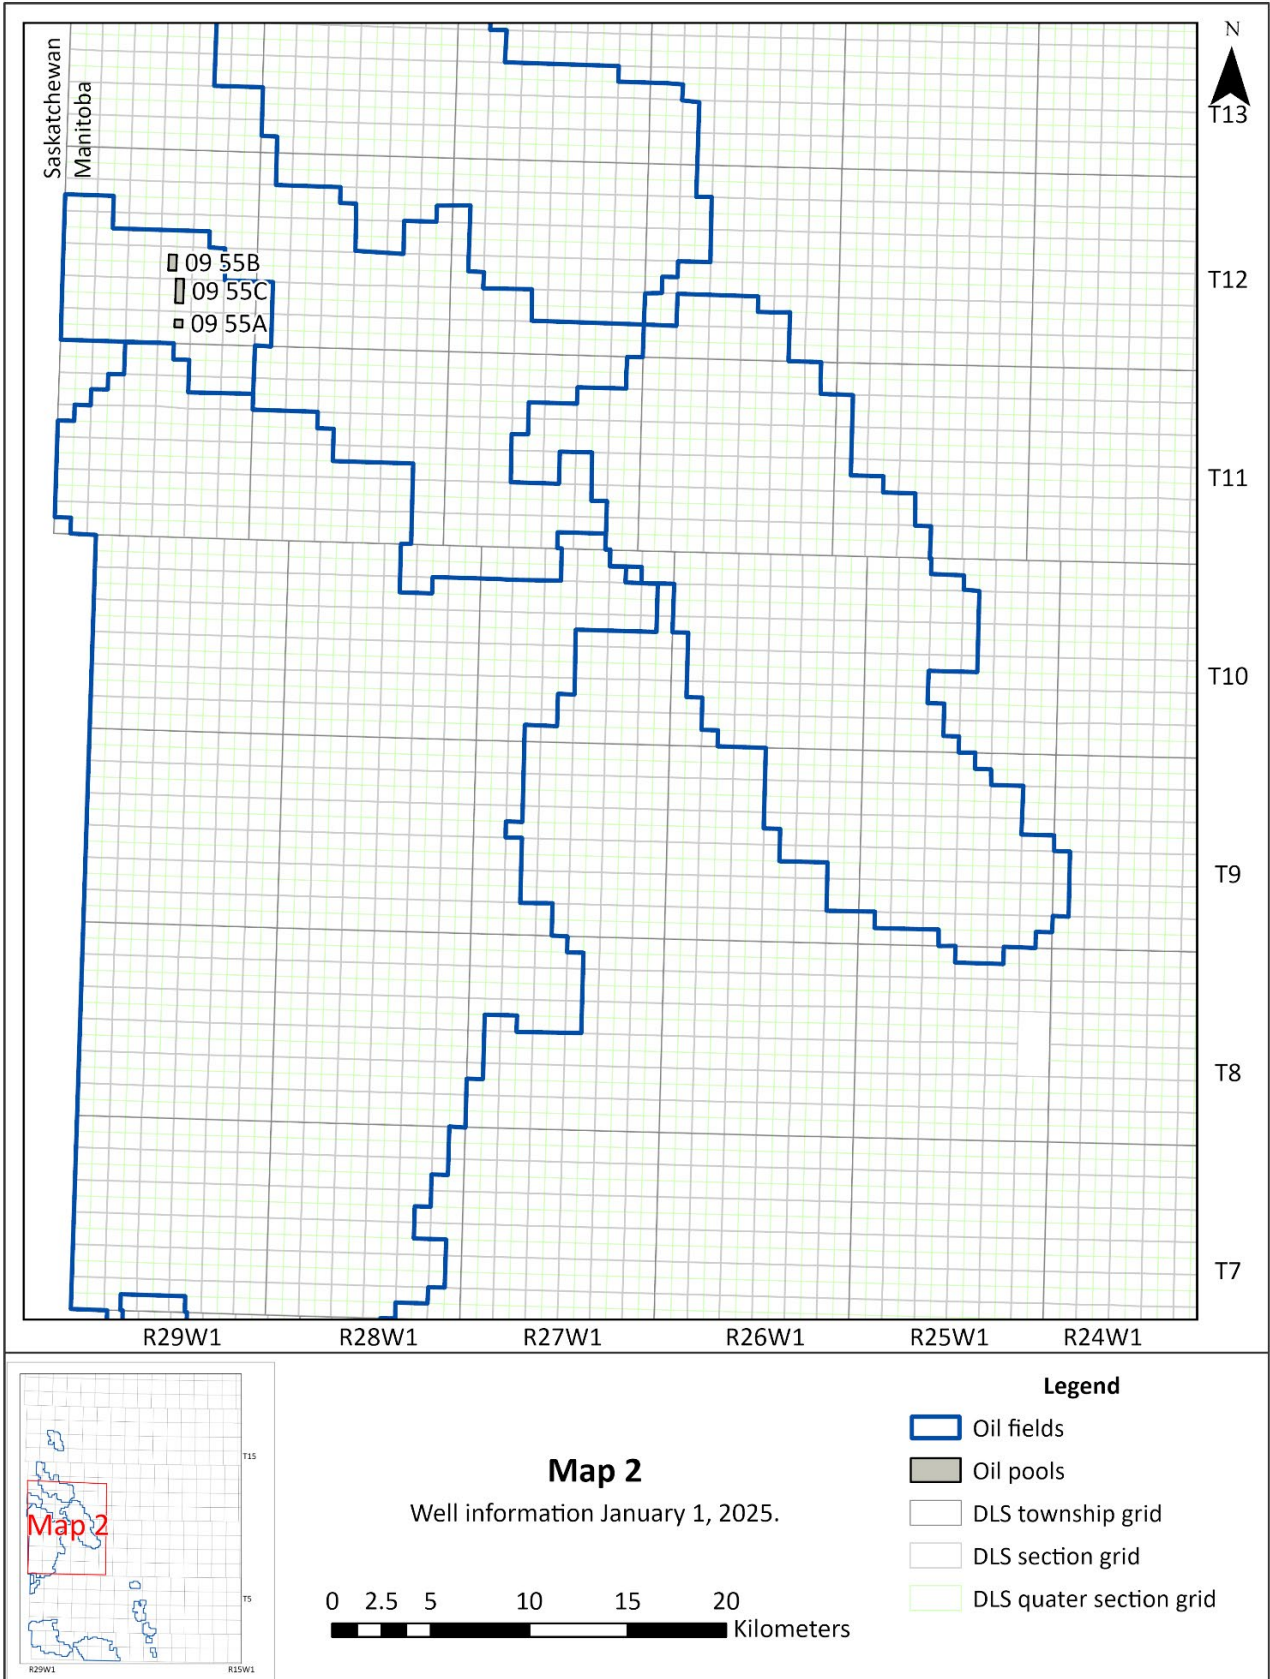 N
Saskatchewan
Manitoba
T13
09 55B
09 55C
09 55A
T12
T11
T10
T9
T8
T7
R29W1 R28W1 R27W1 R26W1 R25W1 R24W1
T15
Map 2
T5
R29W1 R15W1
Map 2
Well information January 1, 2025.
0 2.5 5 10 15 20
Kilometers
Legend
Oil fields
Oil pools
DLS township grid
DLS section grid
DLS quater section grid